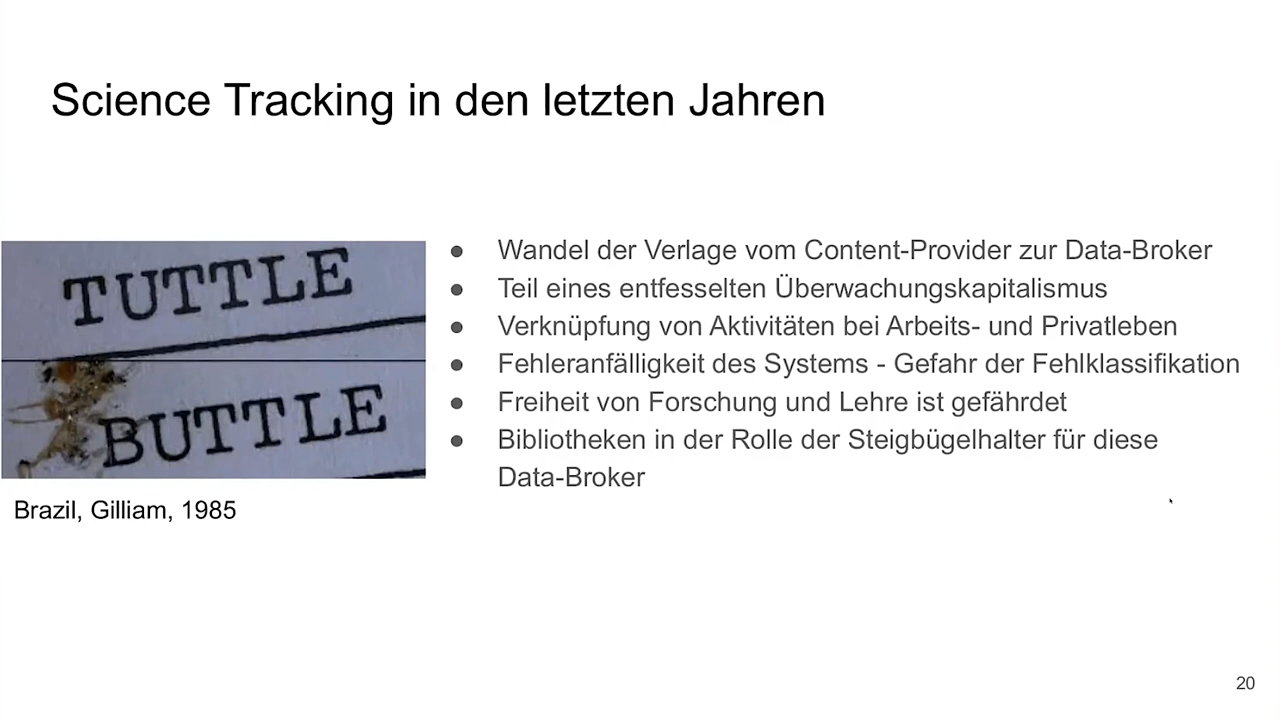 Science Tracking in den letzten Jahren
TUTTLE
BUTTLE
Brazil, Gilliam, 1985
● Wandel der Verlage vom Content-Provider zur Data-Broker
● Teil eines entfesselten Überwachungskapitalismus
● Verknüpfung von Aktivitäten bei Arbeits- und Privatleben
● Fehleranfälligkeit des Systems - Gefahr der Fehlklassifikation
● Freiheit von Forschung und Lehre ist gefährdet
● Bibliotheken in der Rolle der Steigbügelhalter für diese
Data-Broker
20